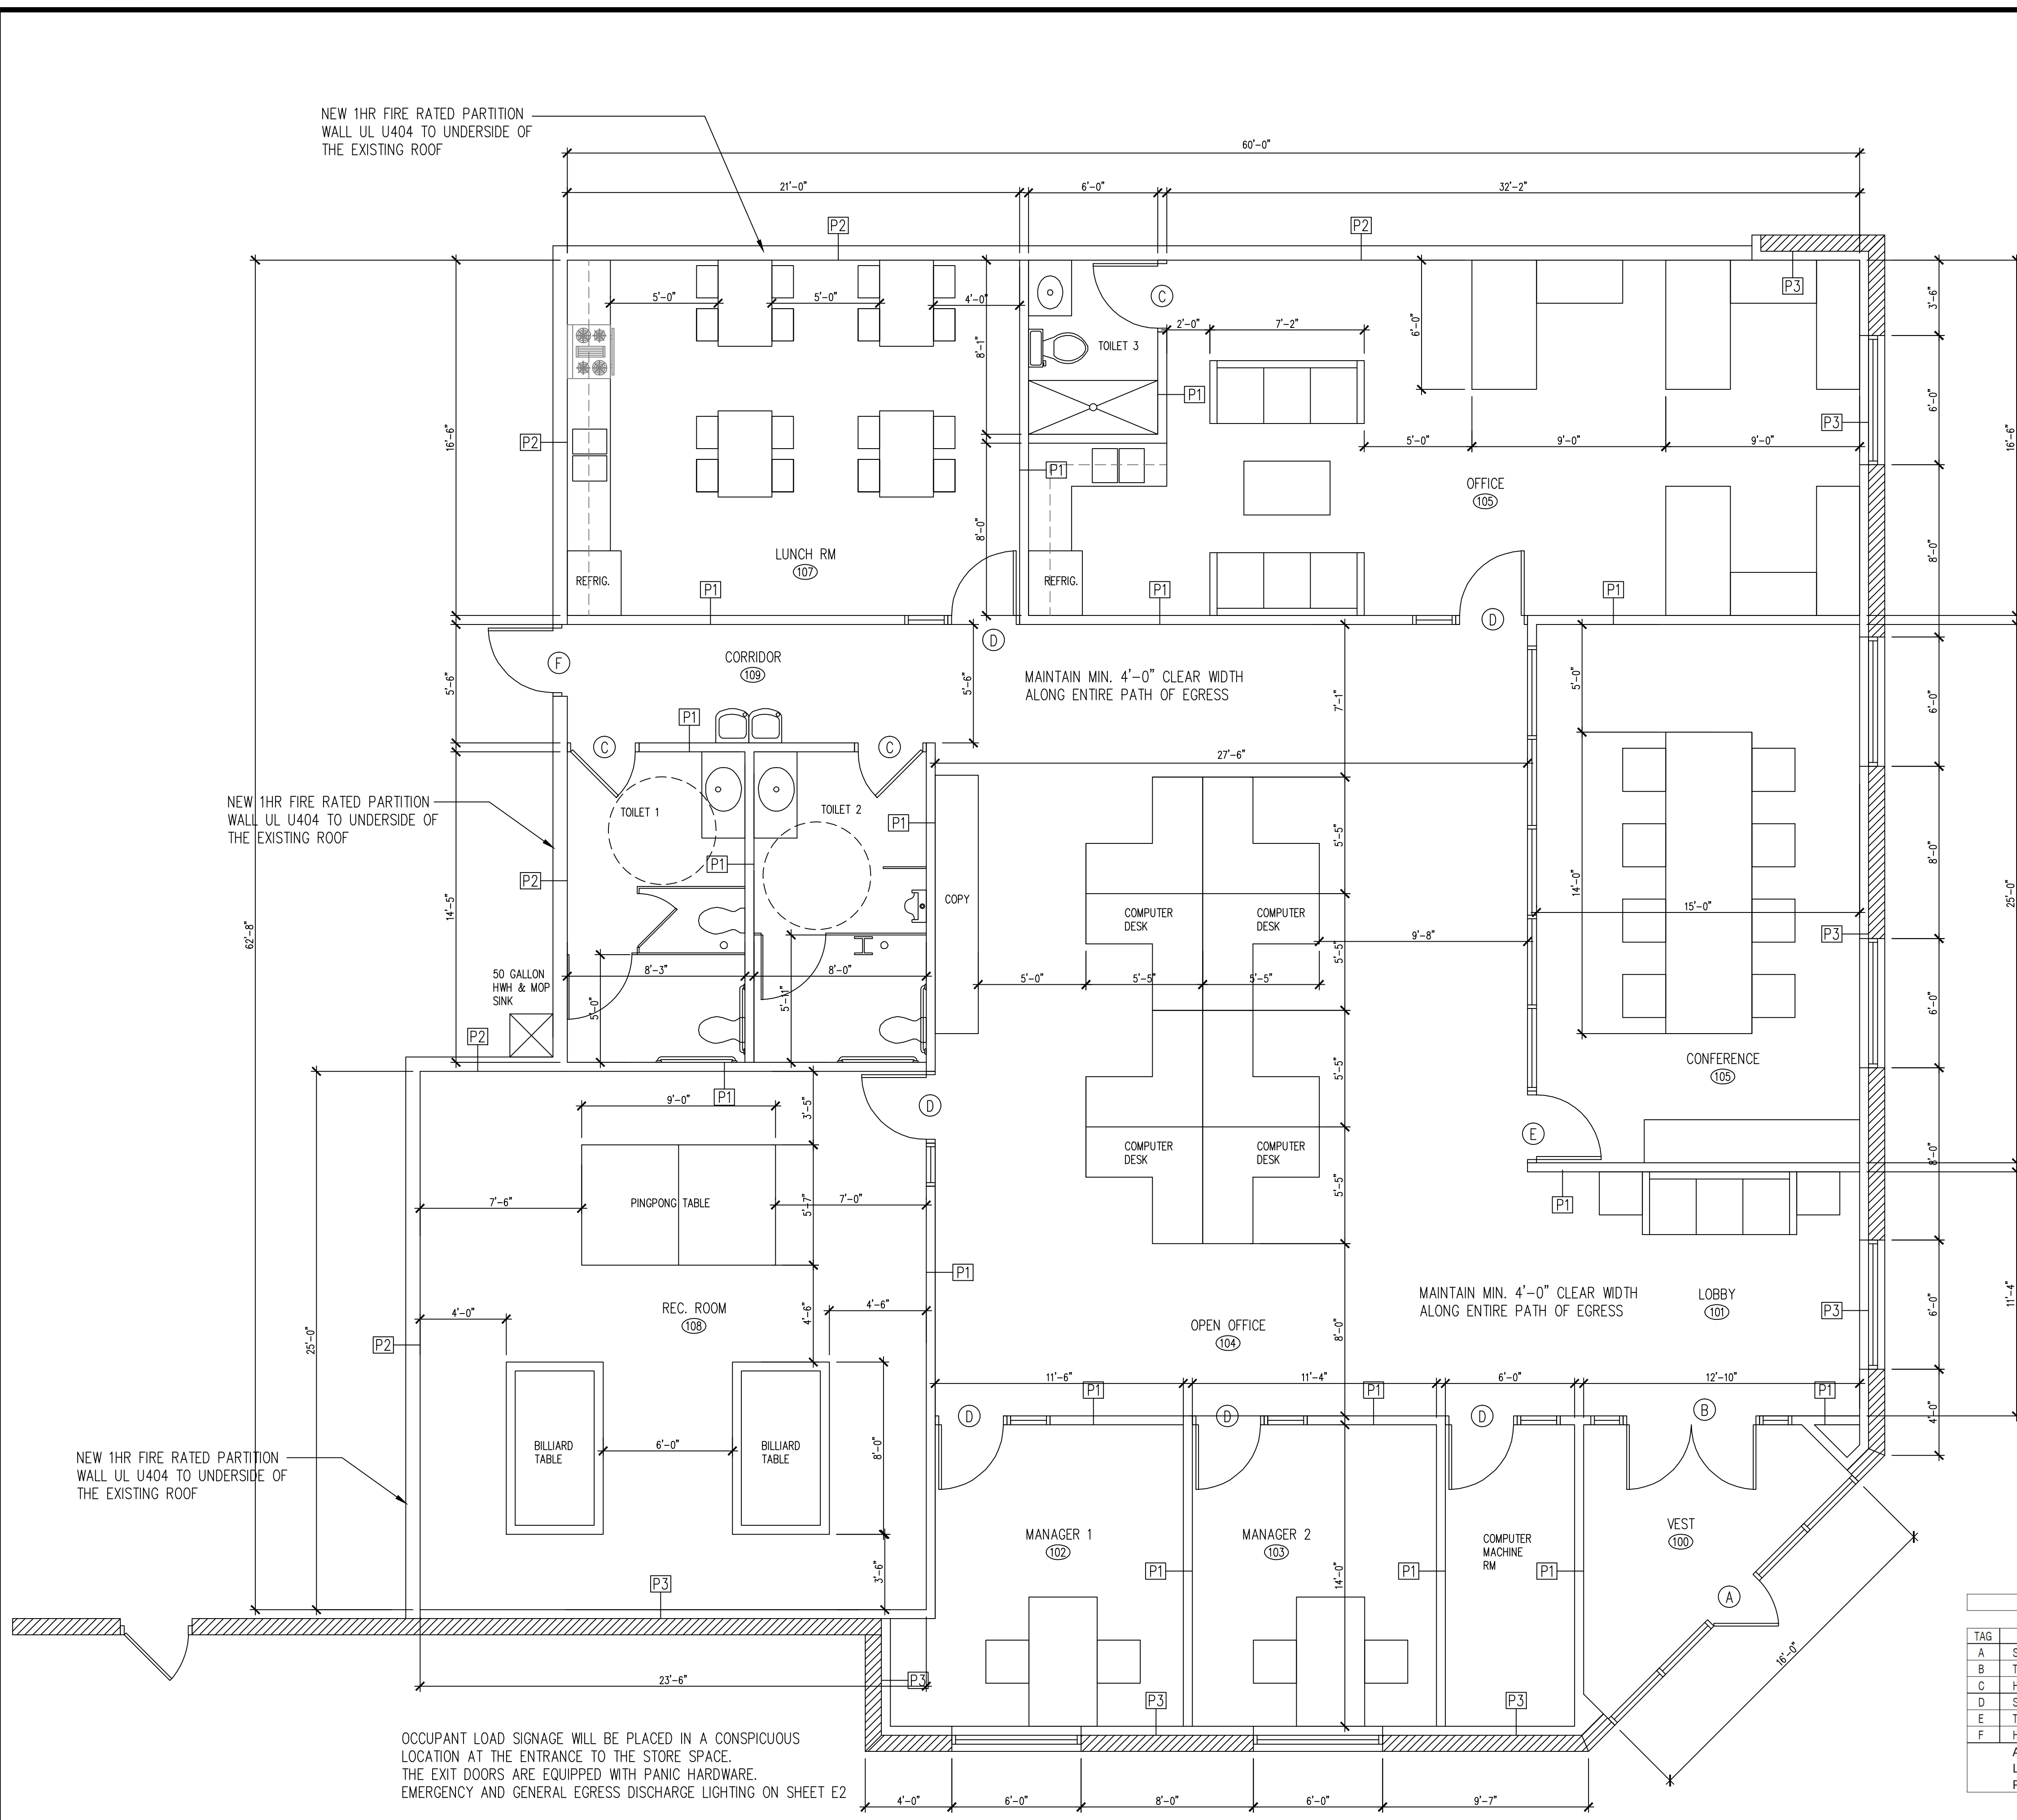 NEW 1HR FIRE RATED PARTITION
WALL UL U404 TO UNDERSIDE OF
THE EXISTING ROOF
60'-0"
21'-0"
6'-0"
32'-2"
P2
P2
P3
5'-0"
5'-0"
4'-0"
C
2'-0"
7'-2"
6'-0"
3'-6"
8'-1"
TOILET 3
P1
6'-0"
P3
16'-6"
P2
16'-6"
5'-0"
9'-0"
9'-0"
P1
OFFICE
105
8'-0"
8'-0"
LUNCH RM
107
REFRIG.
REFRIG.
P1
P1
P1
D
D
F
CORRIDOR
109
5'-6"
5'-6"
MAINTAIN MIN. 4'-0" CLEAR WIDTH
ALONG ENTIRE PATH OF EGRESS
5'-0"
7'-1"
6'-0"
P1
C
C
27'-6"
NEW 1HR FIRE RATED PARTITION
WALL UL U404 TO UNDERSIDE OF
THE EXISTING ROOF
TOILET 1
TOILET 2
P1
P1
5'-5"
8'-0"
P2
14'-5"
14'-0"
25'-0"
COPY
COMPUTER
DESK
COMPUTER
DESK
15'-0"
62'-8"
9'-8"
5'-5"
P3
50 GALLON
HWH & MOP
SINK
8'-3"
8'-0"
5'-0"
5'-11"
5'-0"
5'-5"
5'-5"
6'-0"
P2
CONFERENCE
105
5'-5"
P1
9'-0"
3'-5"
D
E
COMPUTER
DESK
COMPUTER
DESK
8'-0"
5'-5"
7'-6"
PINGPONG TABLE
5'-7"
7'-0"
P1
P1
MAINTAIN MIN. 4'-0" CLEAR WIDTH
ALONG ENTIRE PATH OF EGRESS
LOBBY
101
P3
6'-0"
11'-4"
4'-0"
REC. ROOM
108
4'-6"
4'-6"
25'-0"
P2
OPEN OFFICE
104
8'-0"
11'-6"
P1
11'-4"
P1
6'-0"
12'-10"
P1
4'-0"
D
D
D
B
BILLIARD
TABLE
6'-0"
BILLIARD
TABLE
8'-0"
NEW 1HR FIRE RATED PARTITION
WALL UL U404 TO UNDERSIDE OF
THE EXISTING ROOF
MANAGER 1
102
MANAGER 2
103
COMPUTER
MACHINE
RM
VEST
100
P1
P1
P1
3'-6"
14'-0"
P3
A
16'-0"
23'-6"
P3
P3
P3
TAG
A S
B T
C H
D S
E T
F H
A
L
F
OCCUPANT LOAD SIGNAGE WILL BE PLACED IN A CONSPICUOUS
LOCATION AT THE ENTRANCE TO THE STORE SPACE.
THE EXIT DOORS ARE EQUIPPED WITH PANIC HARDWARE.
EMERGENCY AND GENERAL EGRESS DISCHARGE LIGHTING ON SHEET E2
4'-0"
6'-0"
8'-0"
6'-0"
9'-7"